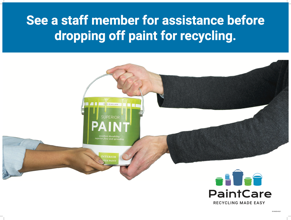 See a staff member for assistance before
dropping off paint for recycling.
PAINT
PaintCare
RECYCLING MADE EASY